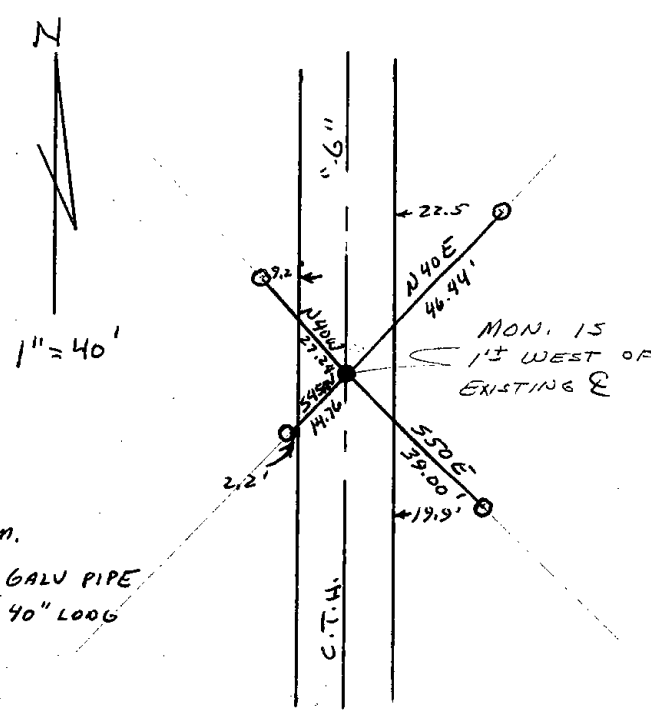 N
1" = 40'
"G"
22.5
9.2'
N40E
46.44'
N40W
27.24'
MON. IS
1'± WEST OF
EXISTING ℄
S45W
14.76
2.2'
S50E
39.00'
19.9'
GALV PIPE
40" LONG
C.T.H.